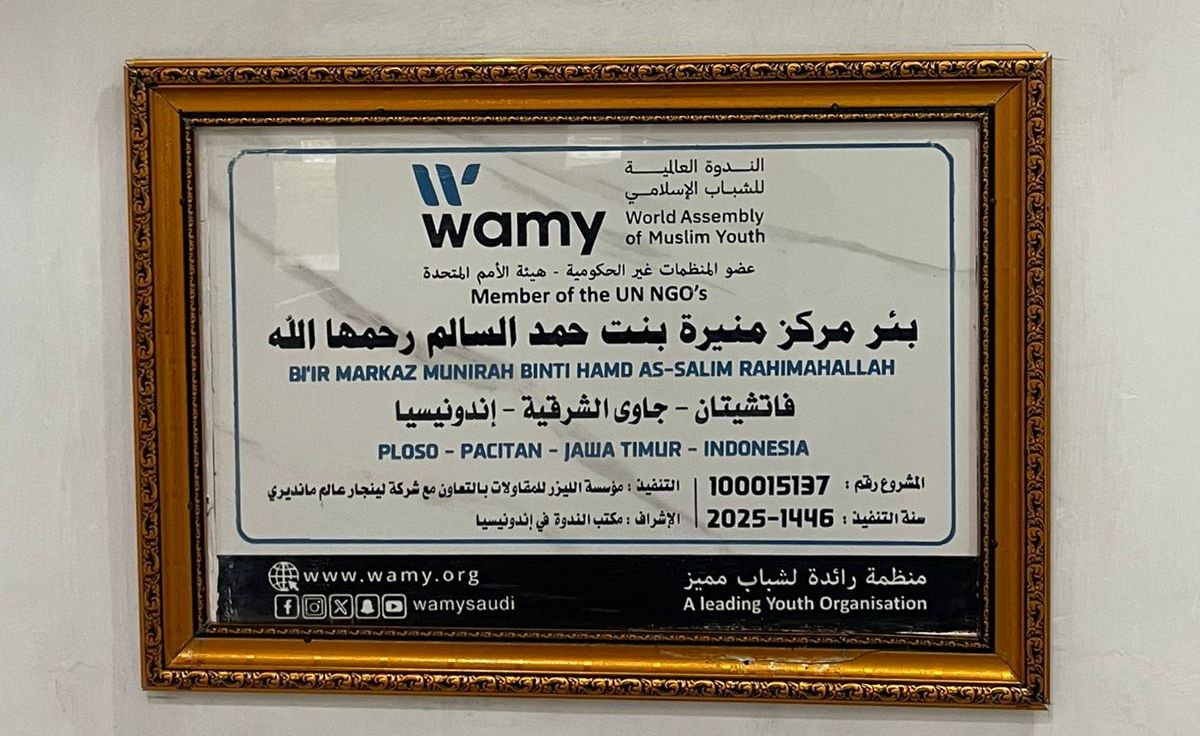 wamy
الندوة العالمية
للشباب الإسلامي
World Assembly
of Muslim Youth
عضو المنظمات غير الحكومية - هيئة الأمم المتحدة
Member of the UN NGO's
بئر مركز منيرة بنت حمد السالم رحمها الله
BI'IR MARKAZ MUNIRAH BINTI HAMD AS-SALIM RAHIMAHALLAH
فاتشيتان - جاوى الشرقية - إندونيسيا
PLOSO - PACITAN - JAWA TIMUR - INDONESIA
المشروع رقم : 100015137
سنة التنفيذ : 1446-2025
التنفيذ : مؤسسة الليزر للمقاولات بالتعاون مع شركة لينجار عالم مانديري
الإشراف : مكتب الندوة في إندونيسيا
www.wamy.org
wamysaudi
منظمة رائدة لشباب مميز
A leading Youth Organisation